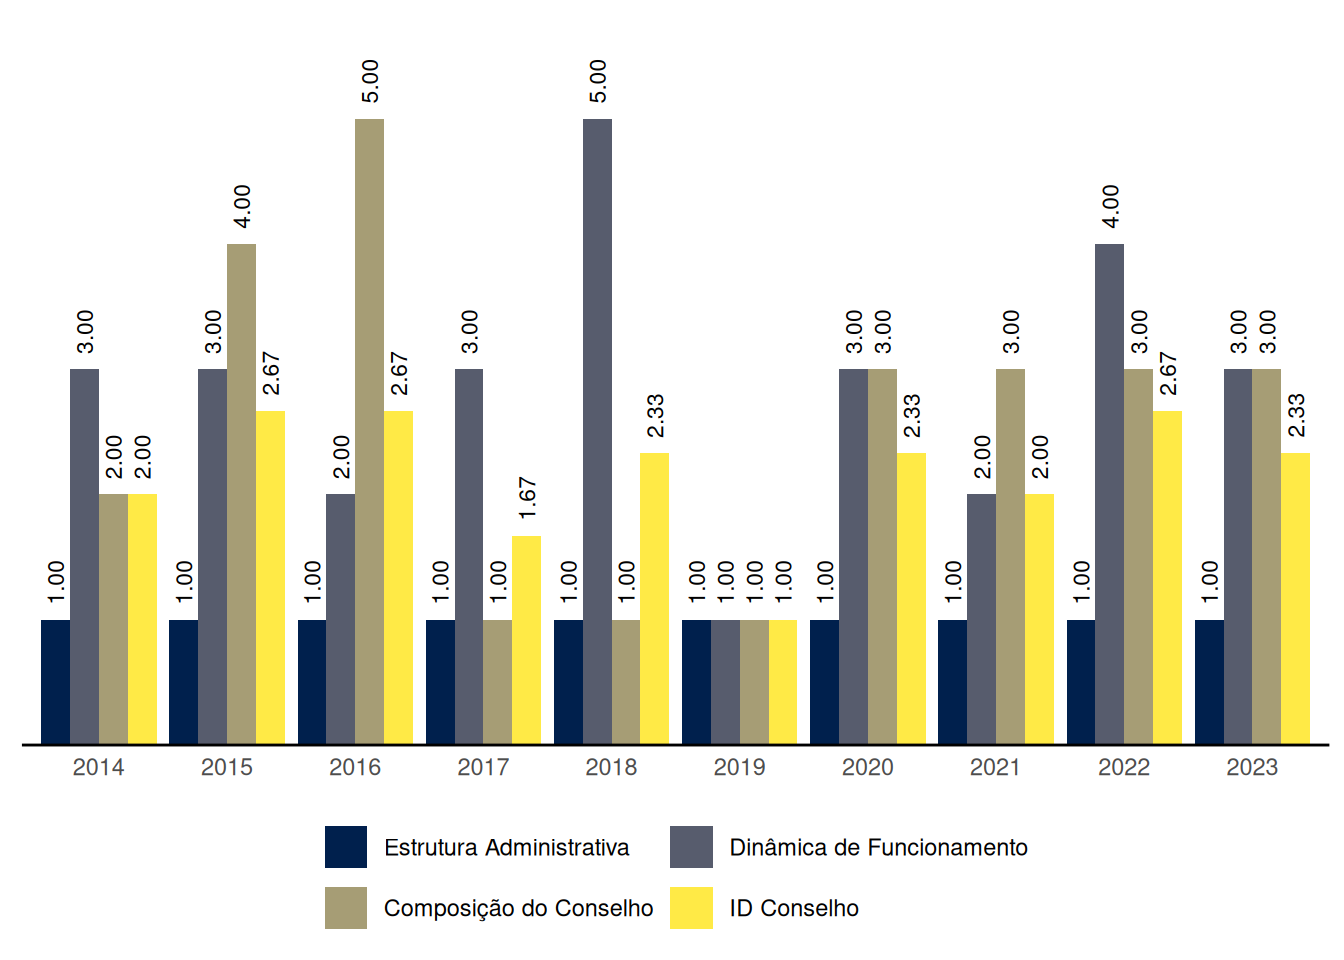 5.00 5.00
4.00 4.00
3.00 3.00 3.00 3.00 3.00 3.00 3.00 3.00 3.00
2.67 2.67 2.67
2.33 2.33 2.33
2.00 2.00 2.00 2.00 2.00
1.67
1.00 1.00 1.00 1.00 1.00 1.00 1.00 1.00 1.00 1.00 1.00 1.00 1.00 1.00 1.00
2014 2015 2016 2017 2018 2019 2020 2021 2022 2023
Estrutura Administrativa Dinâmica de Funcionamento
Composição do Conselho ID Conselho